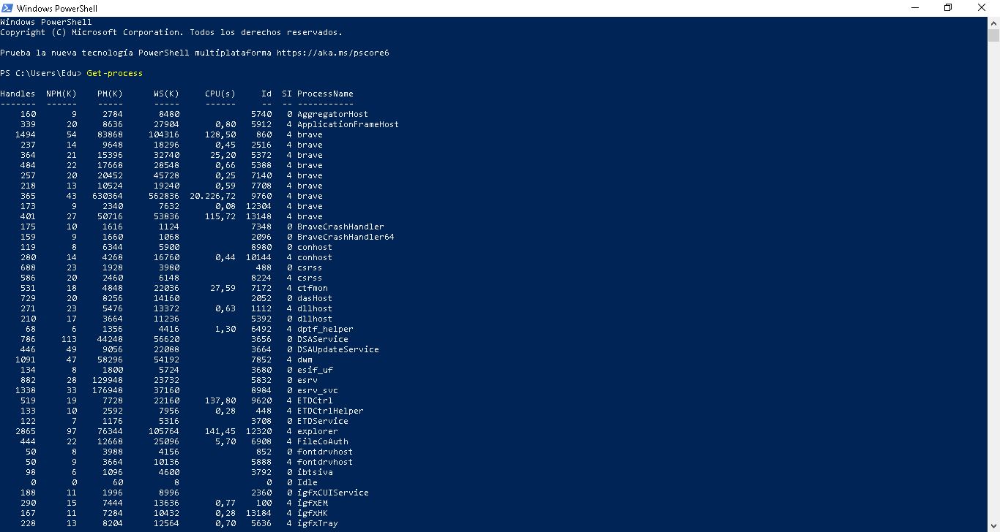 Windows PowerShell
Windows PowerShell
Copyright (C) Microsoft Corporation. Todos los derechos reservados.
Prueba la nueva tecnología PowerShell multiplataforma https://aka.ms/pscore6
PS C:\Users\Edu> Get-process
Handles NPM(K) PM(K) WS(K) CPU(s) Id SI ProcessName
------- ------ ----- ----- ------ -- -- -----------
160 9 2784 8480 5740 0 AggregatorHost
339 20 8636 27904 0,80 5912 4 ApplicationFrameHost
1494 54 83868 104316 128,50 860 4 brave
237 14 9648 18296 0,45 2516 4 brave
364 21 15396 32740 25,20 5372 4 brave
484 22 17668 28548 0,66 5388 4 brave
257 20 20452 45728 0,25 7140 4 brave
218 13 10524 19240 0,59 7708 4 brave
365 43 630364 562836 20.226,72 9760 4 brave
173 9 2340 7632 0,08 12304 4 brave
401 27 50716 53836 115,72 13148 4 brave
175 10 1616 1124 7348 0 BraveCrashHandler
159 9 1660 1068 2096 0 BraveCrashHandler64
119 8 6344 5900 8980 0 conhost
280 14 4268 16760 0,44 10144 4 conhost
688 23 1928 3980 488 0 csrss
586 20 2460 6148 8224 4 csrss
531 18 4848 22036 27,59 7172 4 ctfmon
729 20 8256 14160 2052 0 dasHost
271 23 5476 13372 0,63 1112 4 dllhost
210 17 3664 11236 5392 0 dllhost
68 6 1356 4416 1,30 6492 4 dptf_helper
786 113 44248 56620 3656 0 DSAService
446 49 9056 22088 3664 0 DSAUpdateService
1091 47 58296 54192 7852 4 dwm
134 8 1800 5724 3680 0 esif_uf
882 28 129948 23732 5832 0 esrv
1338 33 176948 37160 8984 0 esrv_svc
519 19 7728 22160 137,80 9620 4 ETDCtrl
133 10 2592 7956 0,28 448 4 ETDCtrlHelper
122 7 1176 5316 3708 0 ETDService
2865 97 76344 105764 141,45 12320 4 explorer
444 22 12668 25096 5,70 6908 4 FileCoAuth
50 8 3988 4156 852 0 fontdrvhost
50 9 3664 10136 5888 4 fontdrvhost
98 6 1096 4600 3792 0 ibtsiva
0 0 60 8 0 0 Idle
188 11 1996 8996 2360 0 igfxCUIService
290 15 7444 13636 0,77 100 4 igfxEM
167 11 7284 10432 0,28 13184 4 igfxHK
228 13 8204 12564 0,70 5636 4 igfxTray